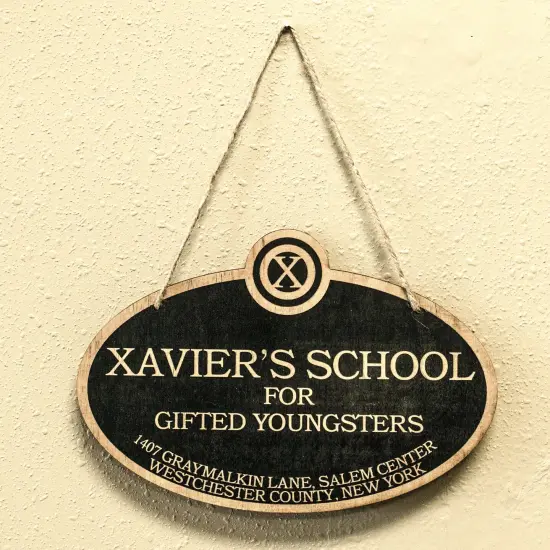 X
XAVIER'S SCHOOL
FOR
GIFTED YOUNGSTERS
1407 GRAYMALKIN LANE, SALEM CENTER
WESTCHESTER COUNTY, NEW YORK